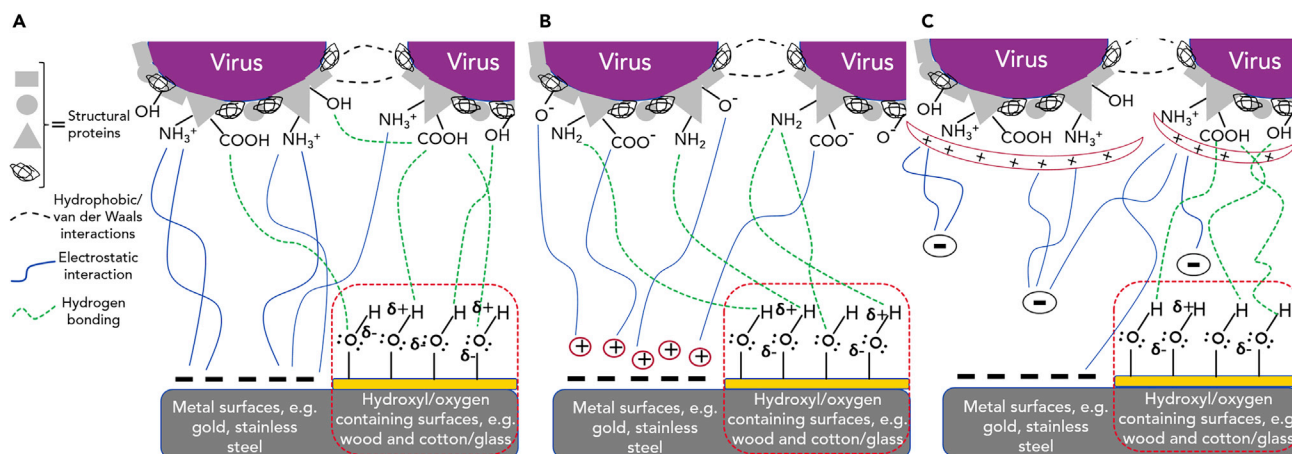 A
B
C
Virus
Virus
Virus
Virus
Virus
Virus
= Structural
proteins
Hydrophobic/
van der Waals
interactions
Electrostatic
interaction
Hydrogen
bonding
OH
NH₃⁺
COOH
NH₃⁺
OH
NH₃⁺
COOH
OH
δ+ H H δ+ H H
δ- :O: :O: δ- :O: :O:
δ-
− − − − −
Metal surfaces, e.g.
gold, stainless
steel
Hydroxyl/oxygen
containing surfaces, e.g.
wood and cotton/glass
O⁻
NH₂
COO⁻
NH₂
O⁻
NH₂
COO⁻
O⁻
H δ+ H H δ+ H
:O: δ- :O: :O: δ- :O:
+ + + + +
− − − − −
Metal surfaces, e.g.
gold, stainless
steel
Hydroxyl/oxygen
containing surfaces, e.g.
wood and cotton/glass
OH
NH₃⁺
COOH
NH₃⁺
OH
NH₃⁺
COOH
OH
+ + + + + + + +
+ + + + +
−
−
−
H δ+ H H H
:O: δ- :O: :O: δ- :O:
− − − − −
Metal surfaces, e.g.
gold, stainless
steel
Hydroxyl/oxygen
containing surfaces, e.g.
wood and cotton/glass